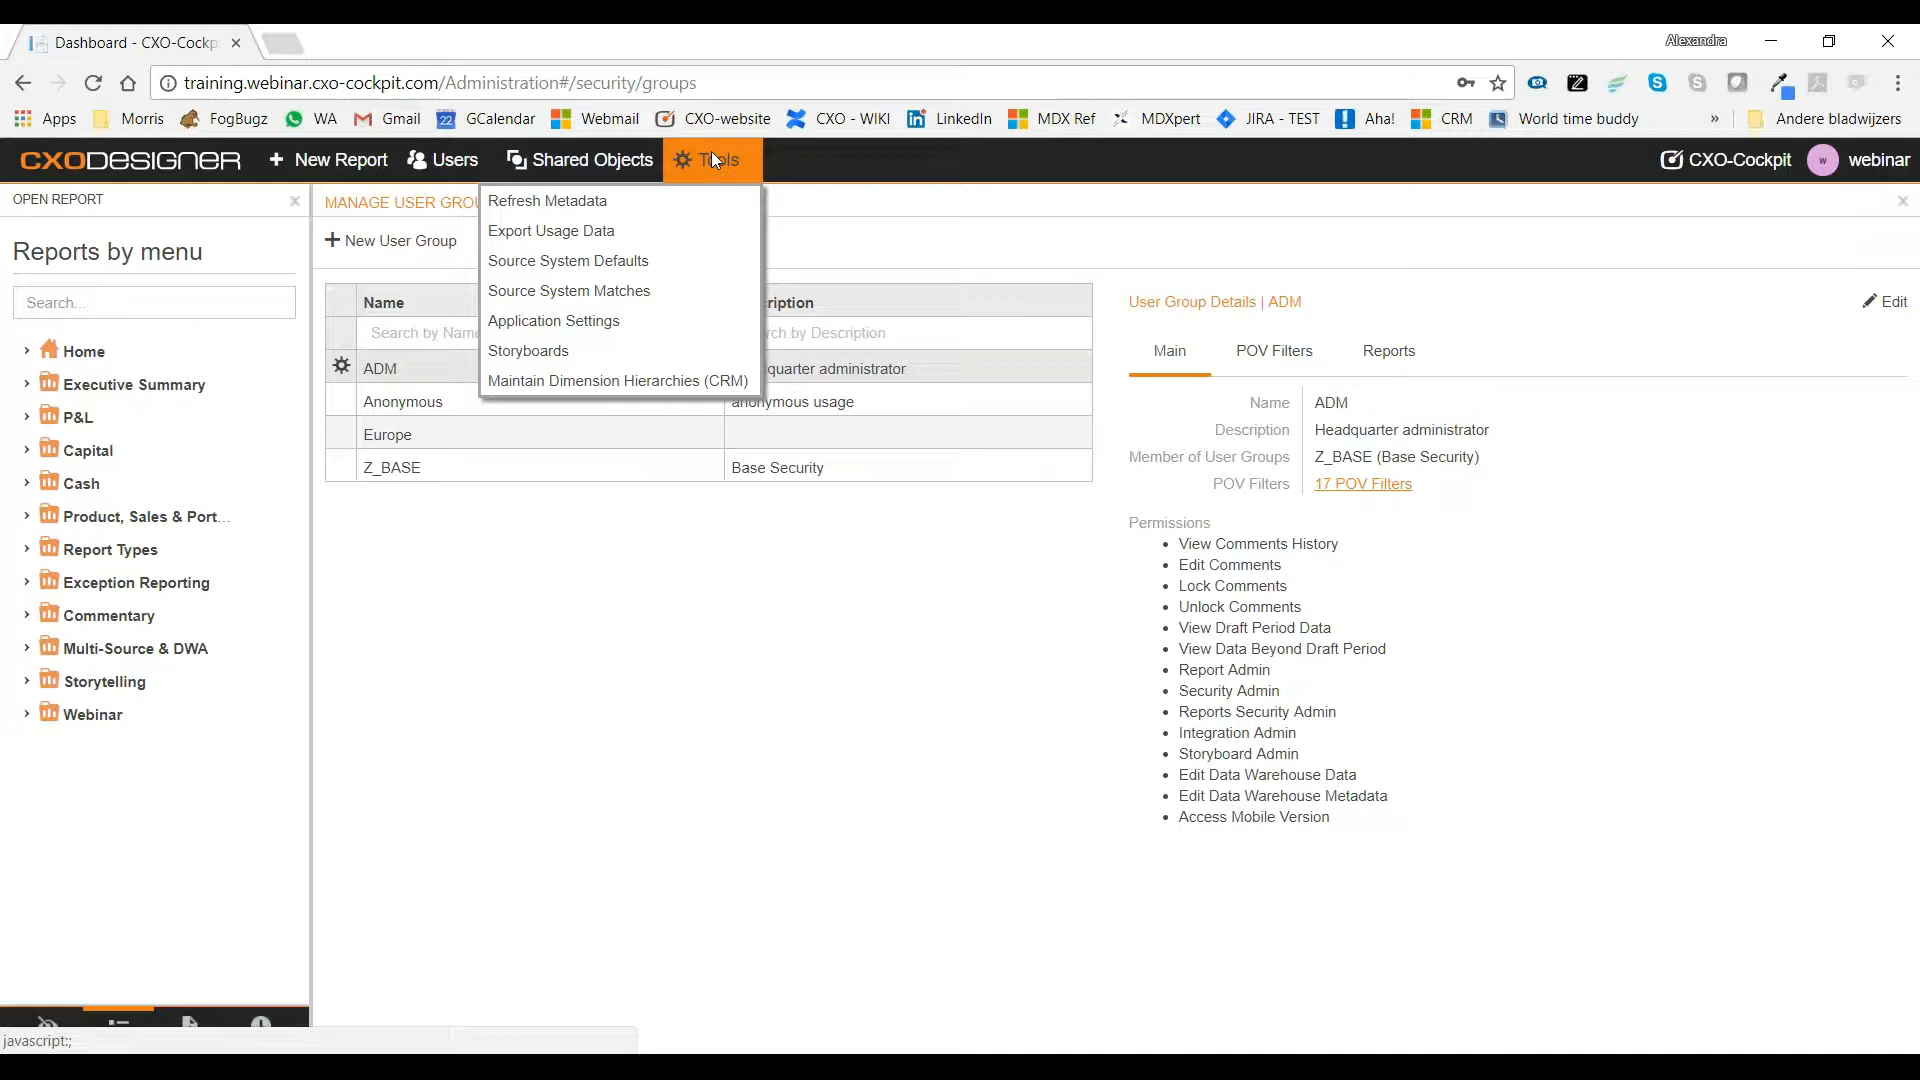 Dashboard - CXO-Cockp
Alexandra
training.webinar.cxo-cockpit.com/Administration#/security/groups
Apps Morris FogBugz WA Gmail 22 GCalendar Webmail CXO-website CXO - WIKI LinkedIn MDX Ref MDXpert JIRA - TEST Aha! CRM World time buddy » Andere bladwijzers
CXODESIGNER + New Report Users Shared Objects Tools CXO-Cockpit w webinar
OPEN REPORT
MANAGE USER GROU
Reports by menu
Search...
Home
Executive Summary
P&L
Capital
Cash
Product, Sales & Port...
Report Types
Exception Reporting
Commentary
Multi-Source & DWA
Storytelling
Webinar
+ New User Group
Refresh Metadata
Export Usage Data
Source System Defaults
Source System Matches
Application Settings
Storyboards
Maintain Dimension Hierarchies (CRM)
Name ription
Search by Name rch by Description
ADM quarter administrator
Anonymous anonymous usage
Europe
Z_BASE Base Security
User Group Details | ADM
Edit
Main POV Filters Reports
Name ADM
Description Headquarter administrator
Member of User Groups Z_BASE (Base Security)
POV Filters 17 POV Filters
Permissions
• View Comments History
• Edit Comments
• Lock Comments
• Unlock Comments
• View Draft Period Data
• View Data Beyond Draft Period
• Report Admin
• Security Admin
• Reports Security Admin
• Integration Admin
• Storyboard Admin
• Edit Data Warehouse Data
• Edit Data Warehouse Metadata
• Access Mobile Version
javascript:;